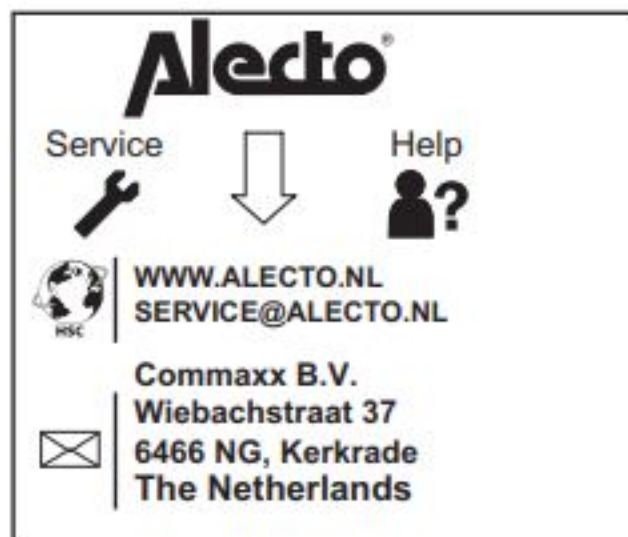 Alecto®
Service Help
?
WWW.ALECTO.NL
SERVICE@ALECTO.NL
HSC
Commaxx B.V.
Wiebachstraat 37
6466 NG, Kerkrade
The Netherlands